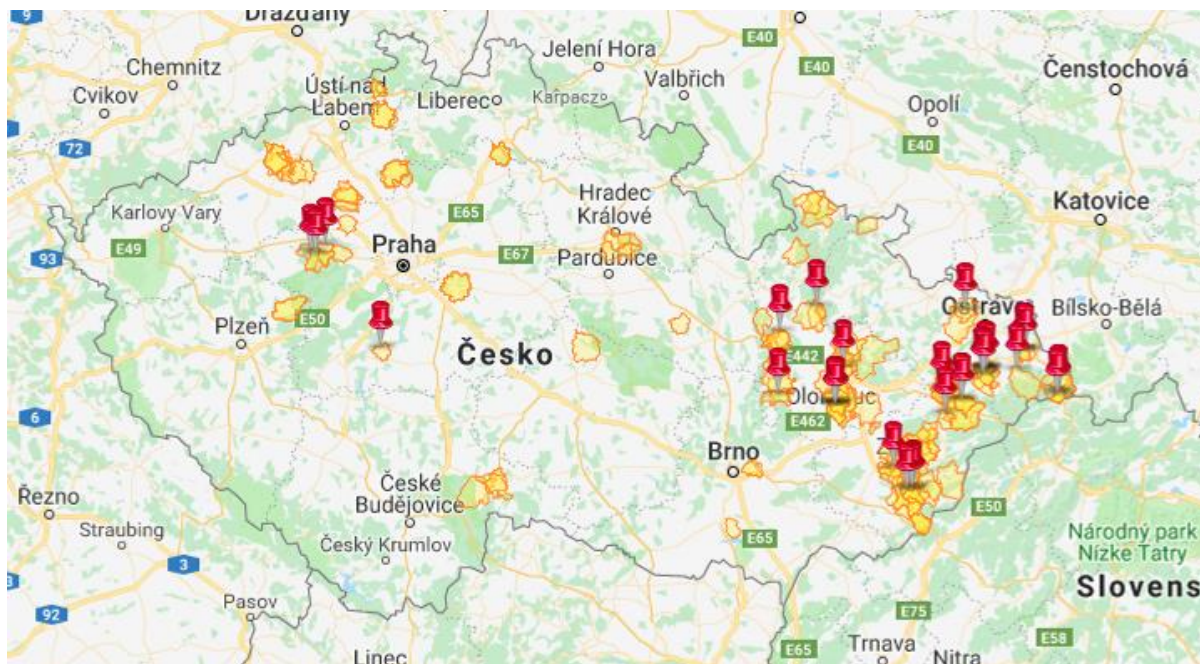 9
Drážďany
E40
Jelení Hora
E40
Chemnitz
Ústí nad
Labem
Liberec
Karpacz
Valbřich
Čenstochová
Cvikov
Opolí
72
E40
Karlovy Vary
Hradec
Králové
Katovice
E65
E49
93
Praha
E67
Pardubice
Plzeň
E50
Ostrava
Bílsko-Bělá
Česko
E442
Olomouc
6
E462
Brno
České
Budějovice
Řezno
E50
Straubing
Český Krumlov
E65
Národný park
Nízke Tatry
3
3
Slovens
92
Pasov
E75
E58
Linec
E65
Trnava
Nitra